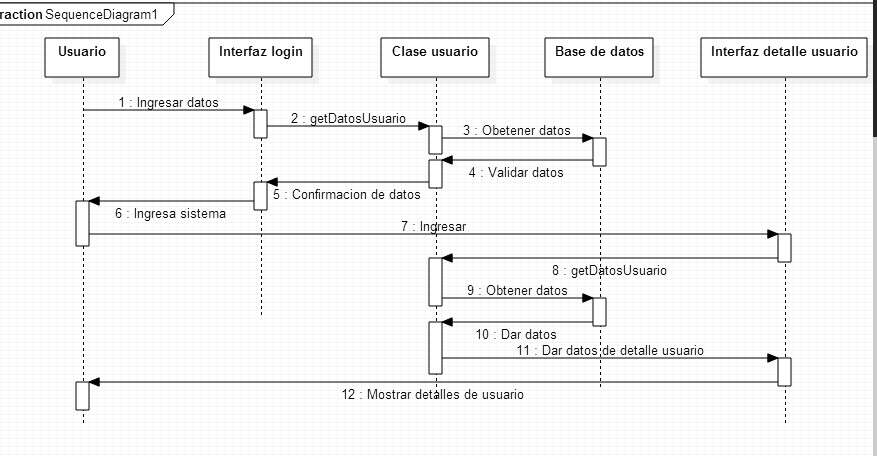 raction SequenceDiagram1
Usuario
Interfaz login
Clase usuario
Base de datos
Interfaz detalle usuario
1 : Ingresar datos
2 : getDatosUsuario
3 : Obetener datos
4 : Validar datos
5 : Confirmacion de datos
6 : Ingresa sistema
7 : Ingresar
8 : getDatosUsuario
9 : Obtener datos
10 : Dar datos
11 : Dar datos de detalle usuario
12 : Mostrar detalles de usuario